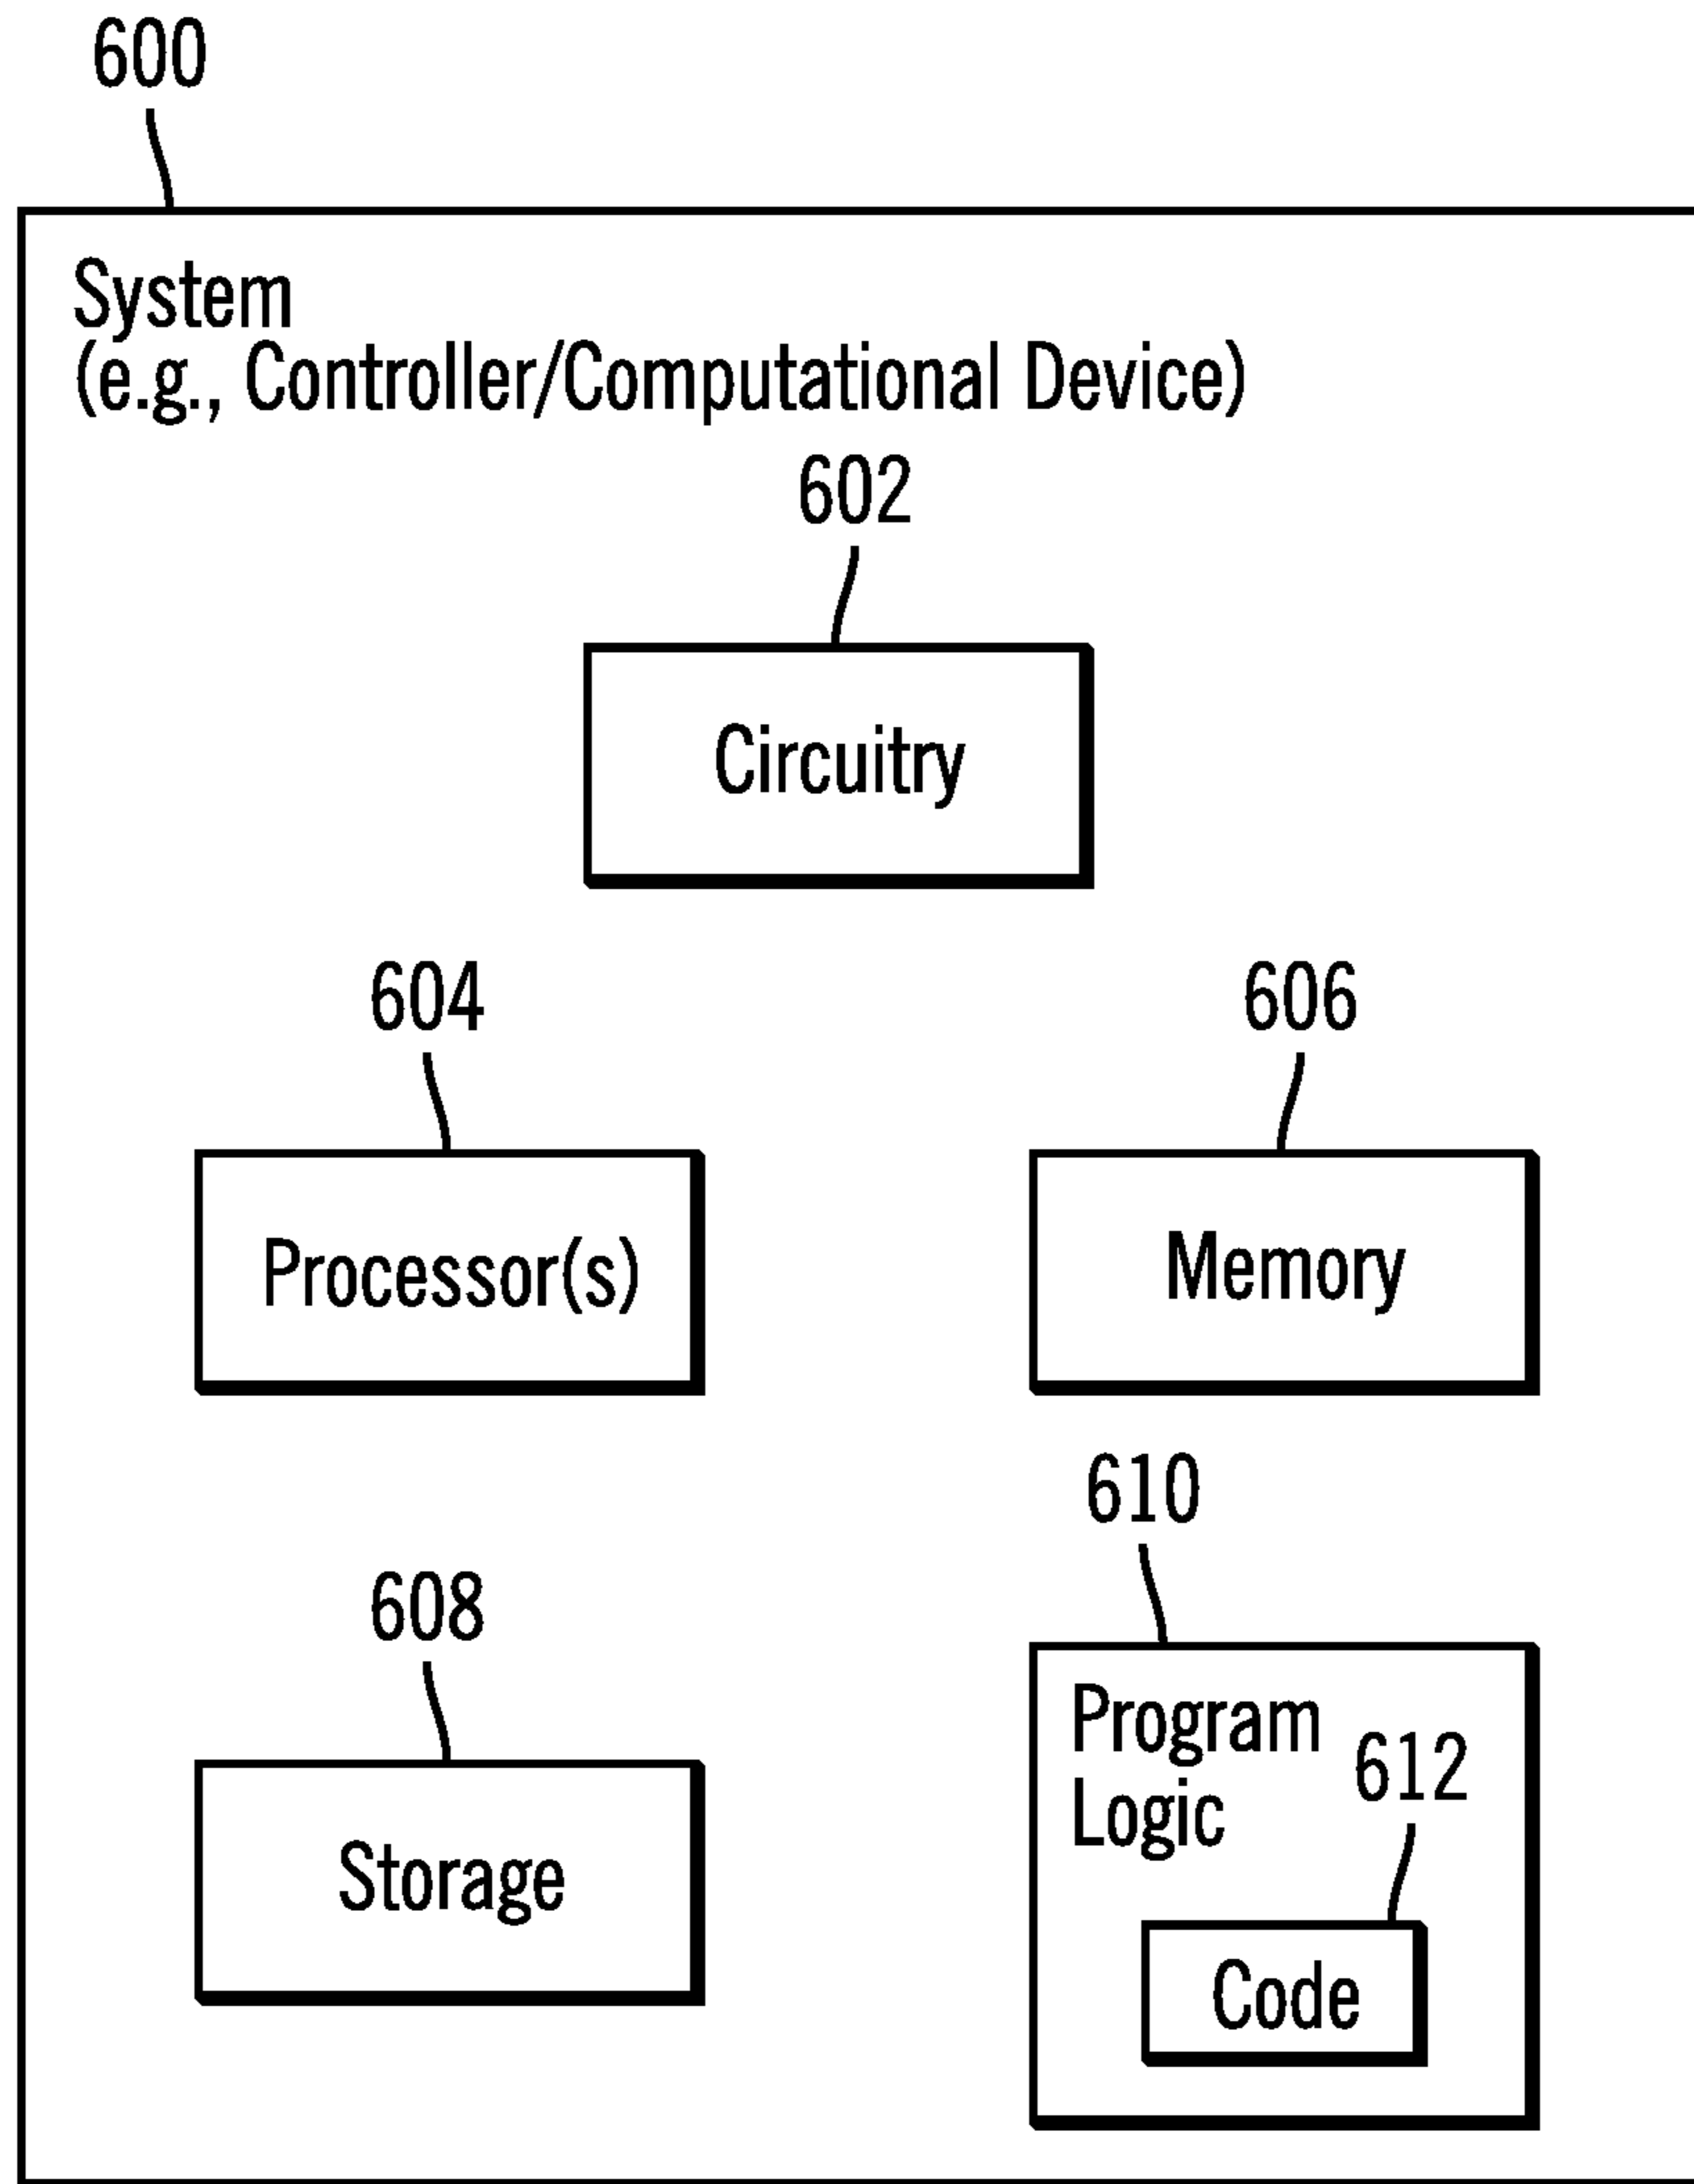 600
System
(e.g., Controller/Computational Device)
602
Circuitry
604
606
Processor(s)
Memory
610
608
Program
Logic
612
Storage
Code